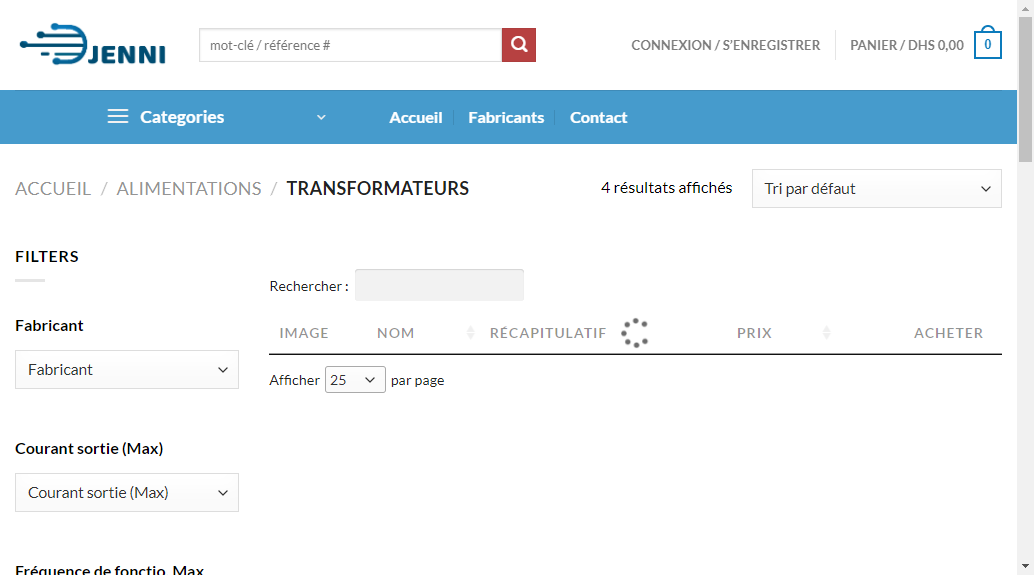 JENNI
mot-clé / référence #
CONNEXION / S'ENREGISTRER
PANIER / DHS 0,00
0
Categories
Accueil
Fabricants
Contact
ACCUEIL / ALIMENTATIONS / TRANSFORMATEURS
4 résultats affichés
Tri par défaut
FILTERS
Rechercher :
Fabricant
IMAGE NOM RÉCAPITULATIF PRIX ACHETER
Fabricant
Afficher 25 par page
Courant sortie (Max)
Courant sortie (Max)
Fréquence de fonctio. Max